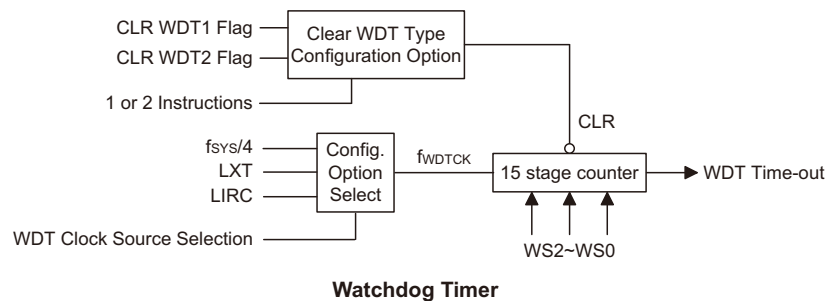 CLR WDT1 Flag
CLR WDT2 Flag
1 or 2 Instructions
Clear WDT Type
Configuration Option
CLR
fSYS/4
LXT
LIRC
WDT Clock Source Selection
Config.
Option
Select
fWDTCK
15 stage counter
WDT Time-out
WS2~WS0
Watchdog Timer